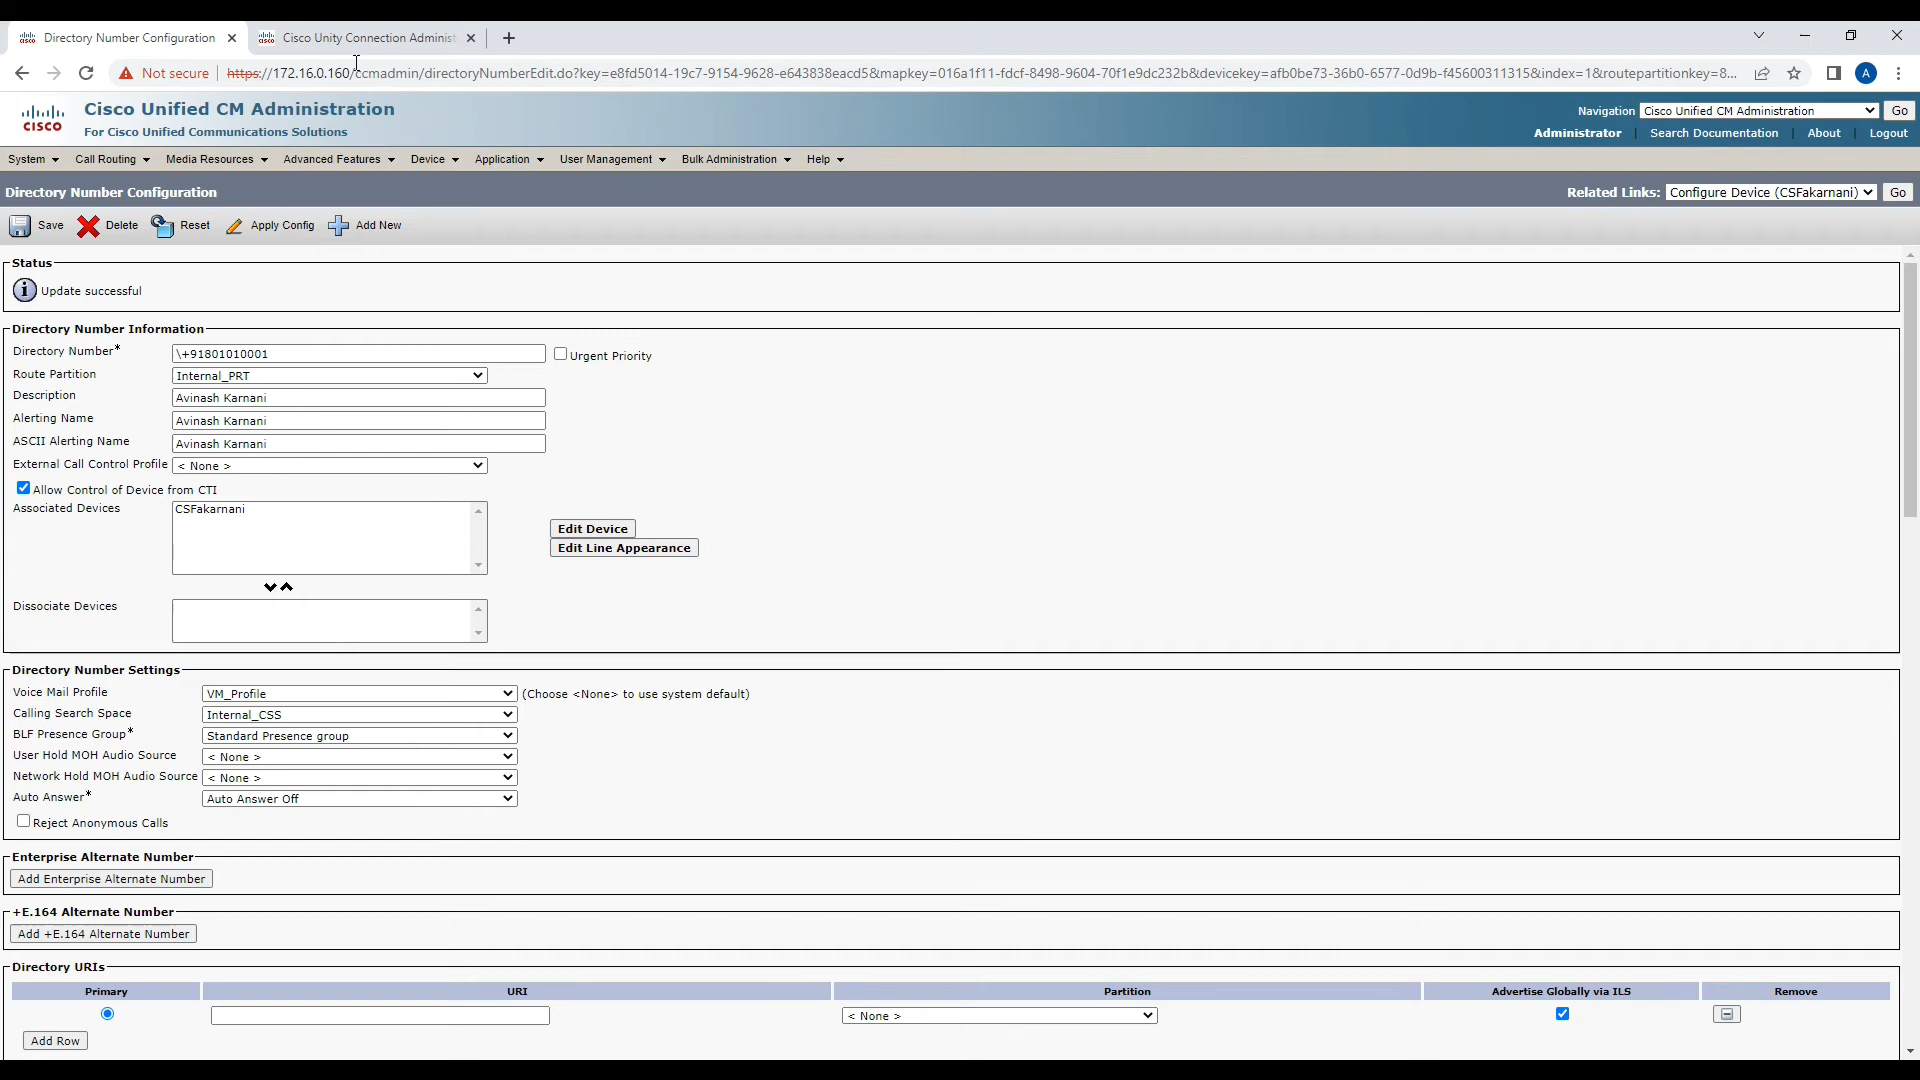 Directory Number Configuration
Cisco Unity Connection Administ
Not secure
https://172.16.0.160/ccmadmin/directoryNumberEdit.do?key=e8fd5014-19c7-9154-9628-e643838eacd5&mapkey=016a1f11-fdcf-8498-9604-70f1e9dc232b&devicekey=afb0be73-36b0-6577-0d9b-f45600311315&index=1&routepartitionkey=8...
A
CISCO
Cisco Unified CM Administration
For Cisco Unified Communications Solutions
Navigation Cisco Unified CM Administration Go
Administrator | Search Documentation | About | Logout
System Call Routing Media Resources Advanced Features Device Application User Management Bulk Administration Help
Directory Number Configuration
Related Links: Configure Device (CSFakarnani) Go
Save Delete Reset Apply Config Add New
Status
Update successful
Directory Number Information
Directory Number* \+91801010001 Urgent Priority
Route Partition Internal_PRT
Description Avinash Karnani
Alerting Name Avinash Karnani
ASCII Alerting Name Avinash Karnani
External Call Control Profile < None >
Allow Control of Device from CTI
Associated Devices CSFakarnani
Edit Device
Edit Line Appearance
Dissociate Devices
Directory Number Settings
Voice Mail Profile VM_Profile (Choose <None> to use system default)
Calling Search Space Internal_CSS
BLF Presence Group* Standard Presence group
User Hold MOH Audio Source < None >
Network Hold MOH Audio Source < None >
Auto Answer* Auto Answer Off
Reject Anonymous Calls
Enterprise Alternate Number
Add Enterprise Alternate Number
+E.164 Alternate Number
Add +E.164 Alternate Number
Directory URIs
Primary URI Partition Advertise Globally via ILS Remove
< None >
Add Row